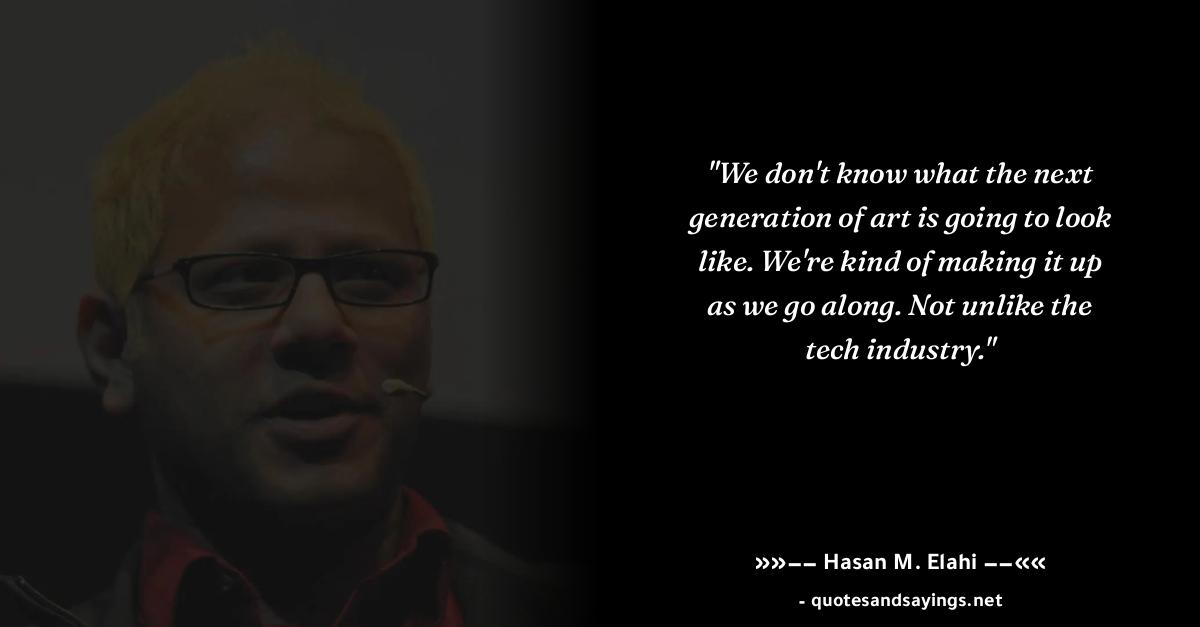 "We don't know what the next
generation of art is going to look
like. We're kind of making it up
as we go along. Not unlike the
tech industry."
»»−− Hasan M. Elahi −−««
- quotesandsayings.net